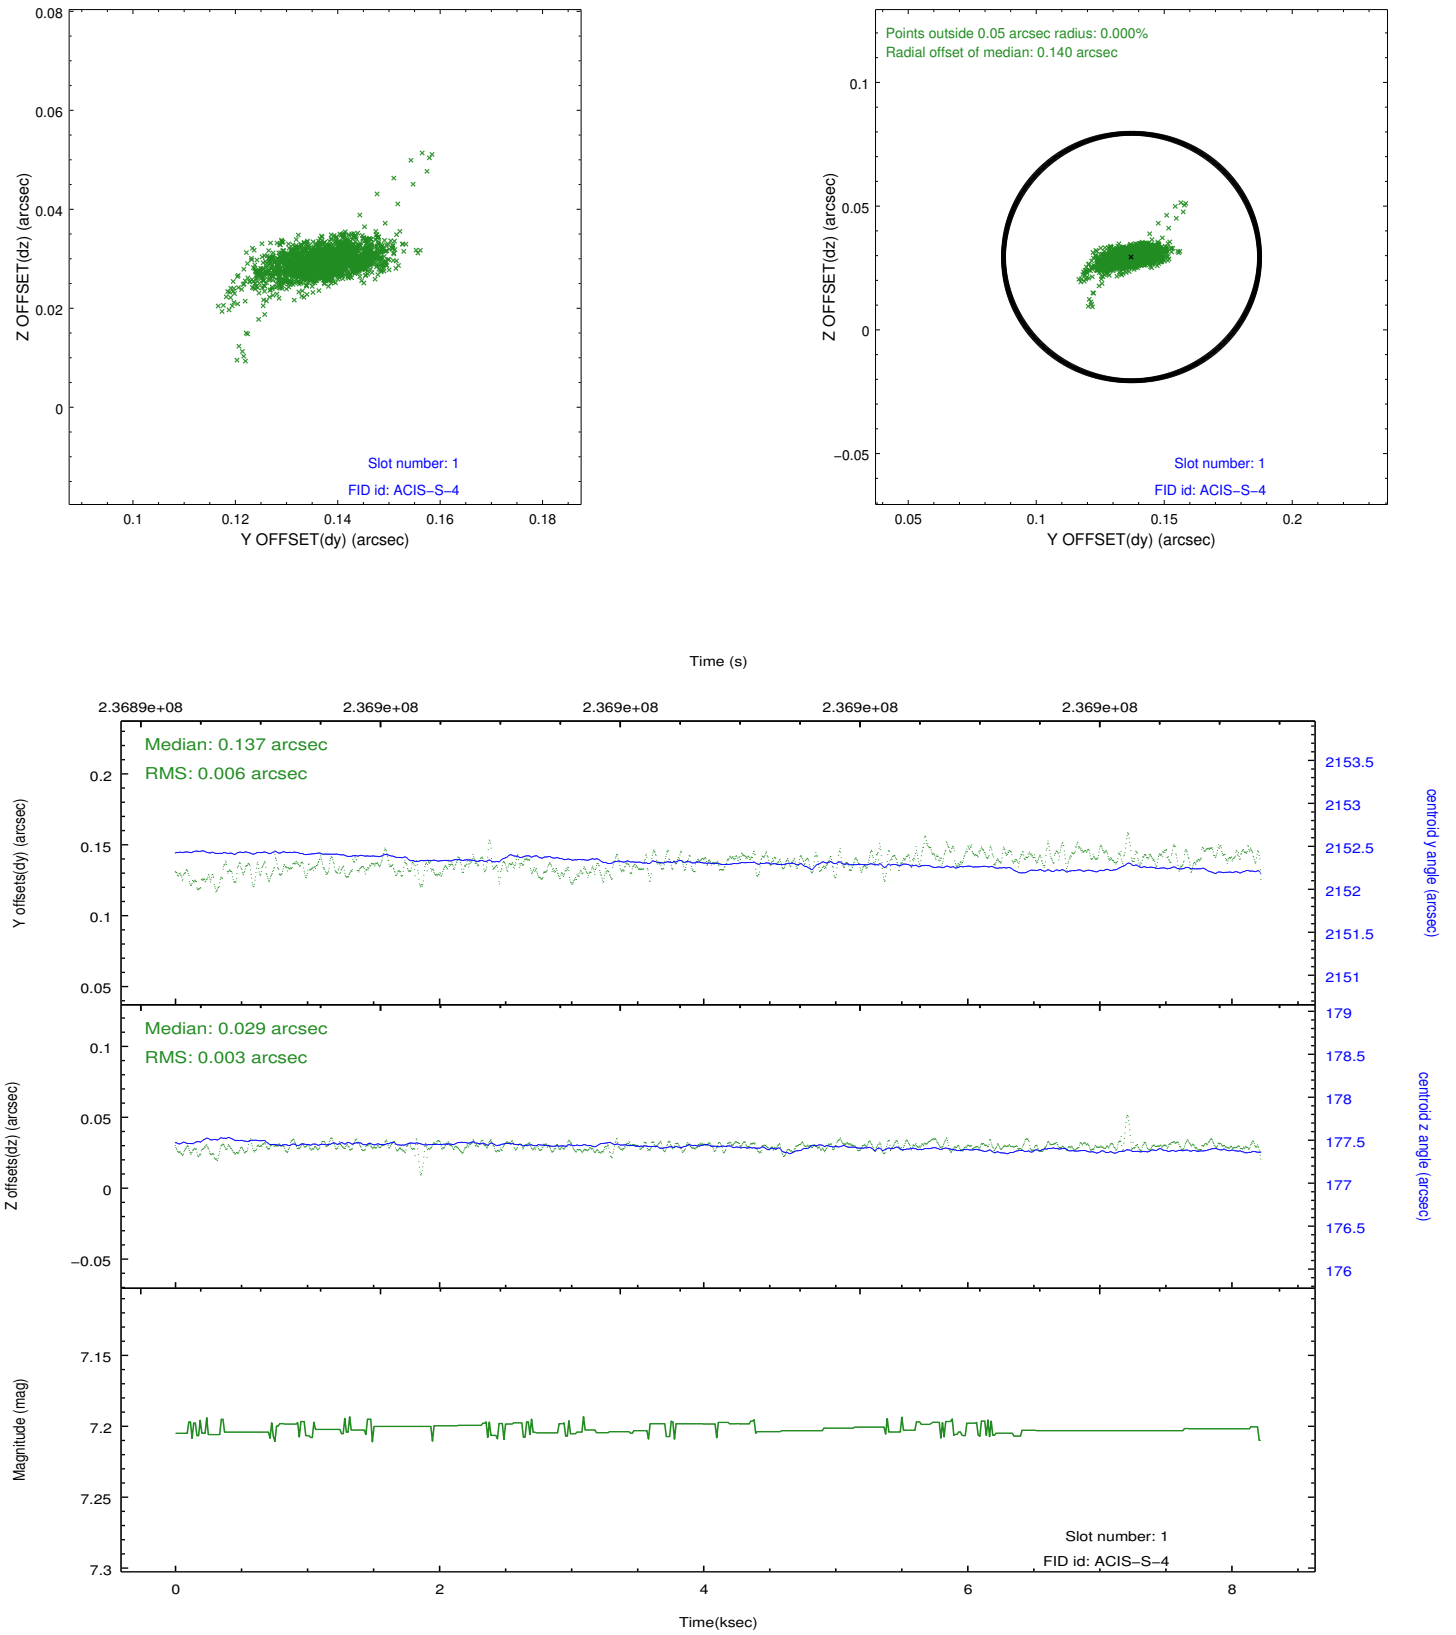 0.08
0.06
0.04
0.02
0
Z OFFSET(dz) (arcsec)
Slot number: 1
FID id: ACIS−S−4
0.1 0.12 0.14 0.16 0.18
Y OFFSET(dy) (arcsec)
Points outside 0.05 arcsec radius: 0.000%
Radial offset of median: 0.140 arcsec
0.1
0.05
0
−0.05
Z OFFSET(dz) (arcsec)
Slot number: 1
FID id: ACIS−S−4
0.05 0.1 0.15 0.2
Y OFFSET(dy) (arcsec)
Time (s)
2.3689e+08 2.369e+08 2.369e+08 2.369e+08 2.369e+08
Median: 0.137 arcsec
RMS: 0.006 arcsec
0.2
0.15
0.1
0.05
Y offsets(dy) (arcsec)
2153.5
2153
2152.5
2152
2151.5
2151
centroid y angle (arcsec)
Median: 0.029 arcsec
RMS: 0.003 arcsec
0.1
0.05
0
−0.05
Z offsets(dz) (arcsec)
179
178.5
178
177.5
177
176.5
176
centroid z angle (arcsec)
7.15
7.2
7.25
7.3
Magnitude (mag)
Slot number: 1
FID id: ACIS−S−4
0 2 4 6 8
Time(ksec)